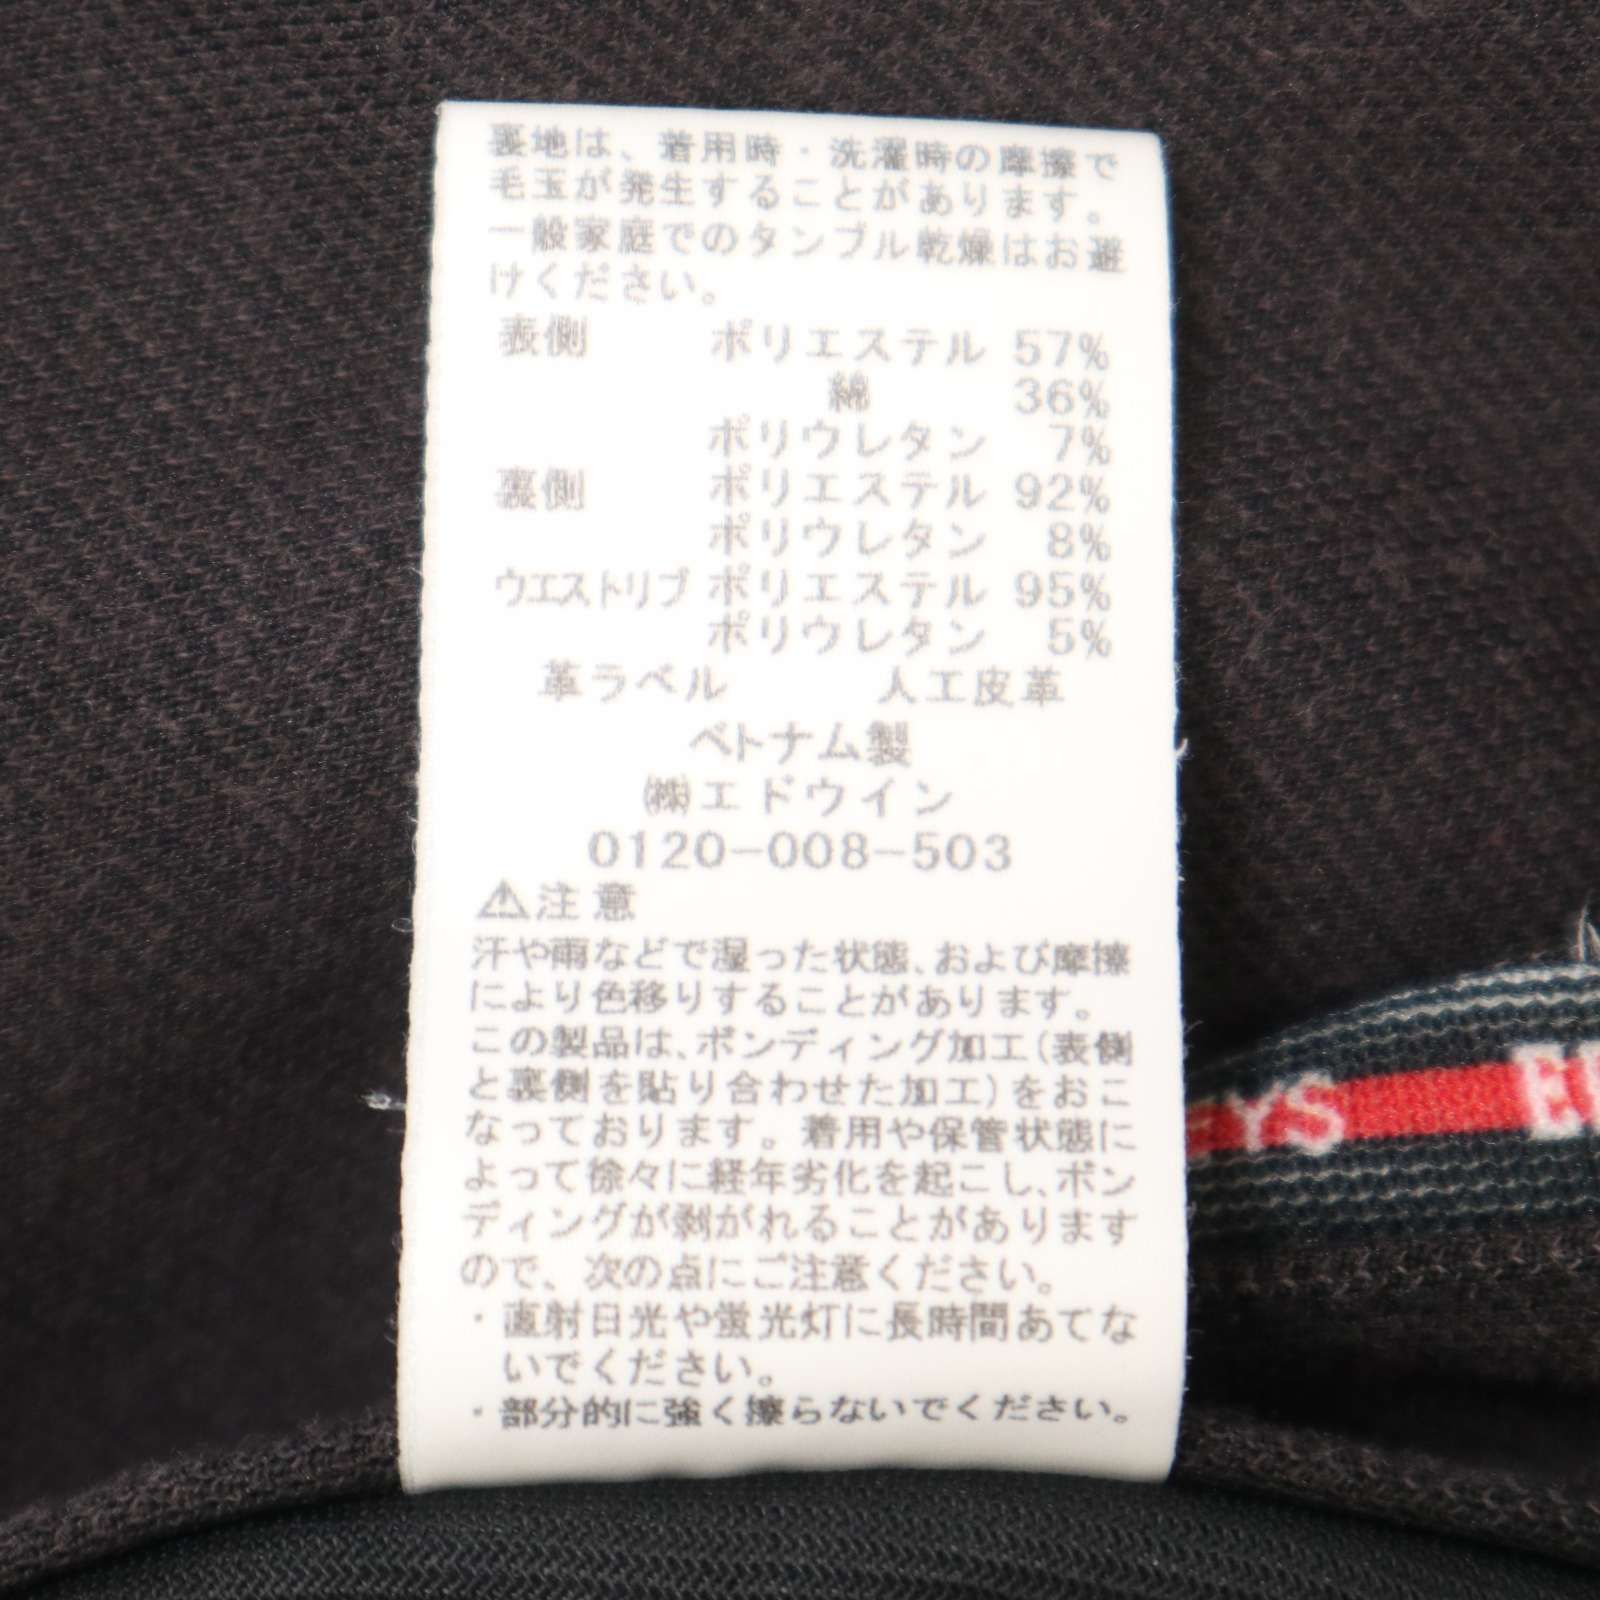 裏地は、着用時・洗濯時の摩擦で
毛玉が発生することがあります。
一般家庭でのタンブル乾燥はお避
けください。
表側 ポリエステル 57%
綿 36%
ポリウレタン 7%
裏側 ポリエステル 92%
ポリウレタン 8%
ウエストリブ ポリエステル 95%
ポリウレタン 5%
革ラベル 人工皮革
ベトナム製
㈱エドウイン
0120-008-503
⚠注意
汗や雨などで湿った状態、および摩擦
により色移りすることがあります。
この製品は、ボンディング加工(表側
と裏側を貼り合わせた加工)をおこ
なっております。着用や保管状態に
よって徐々に経年劣化を起こし、ボン
ディングが剥がれることがあります
ので、次の点にご注意ください。
・直射日光や蛍光灯に長時間あてな
いでください。
・部分的に強く擦らないでください。